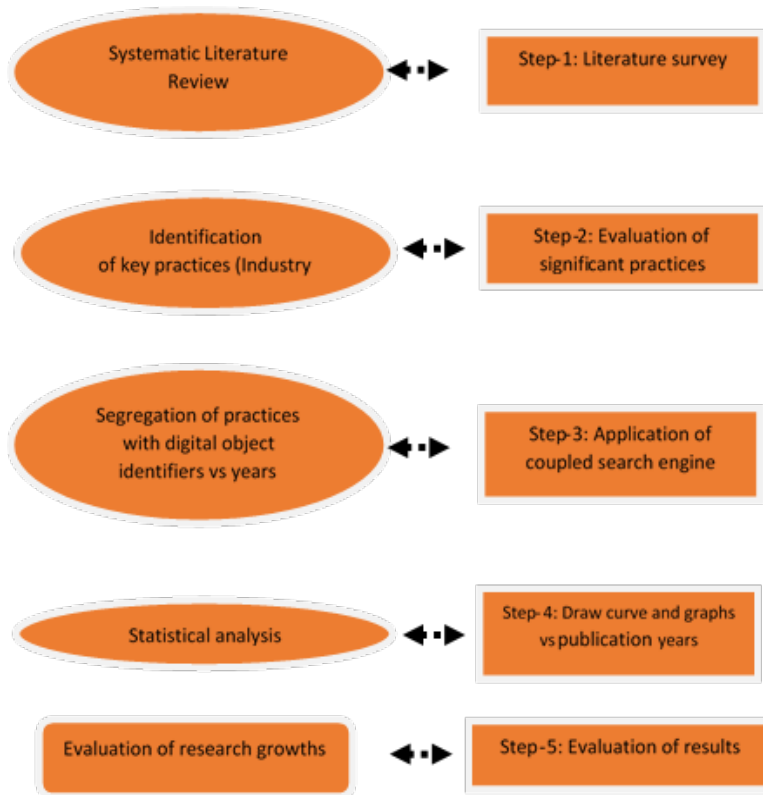 Systematic Literature
Review
Step-1: Literature survey
Identification
of key practices (Industry
Step-2: Evaluation of
significant practices
Segregation of practices
with digital object
identifiers vs years
Step-3: Application of
coupled search engine
Statistical analysis
Step-4: Draw curve and graphs
vs publication years
Evaluation of research growths
Step-5: Evaluation of results